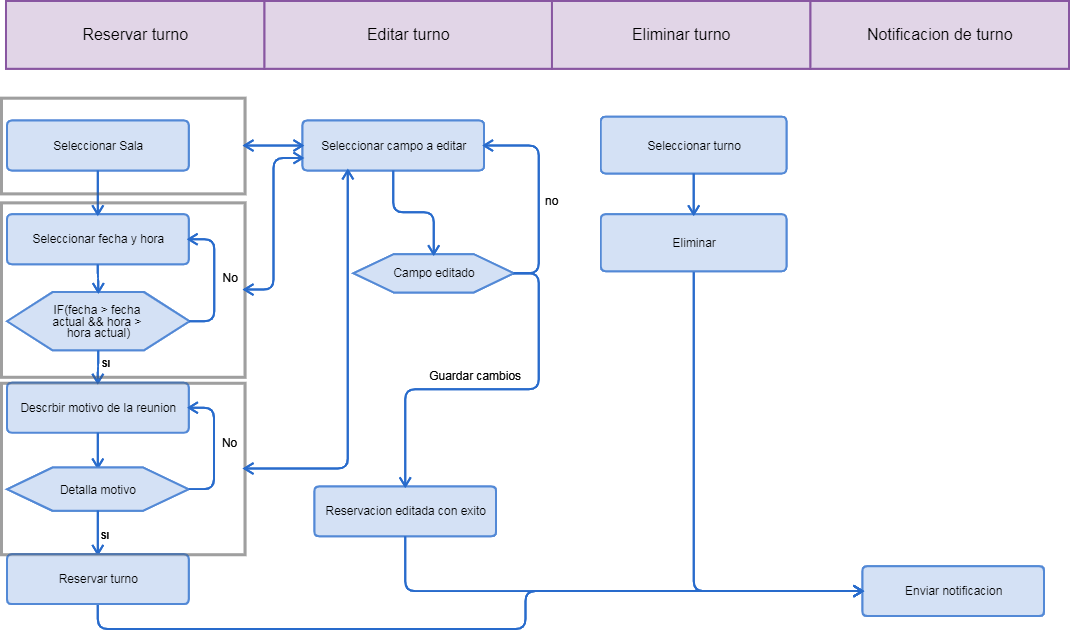 Reservar turno
Editar turno
Eliminar turno
Notificacion de turno
Seleccionar Sala
Seleccionar fecha y hora
No
IF(fecha > fecha
actual && hora >
hora actual)
SI
Descrbir motivo de la reunion
No
Detalla motivo
SI
Reservar turno
Seleccionar campo a editar
no
Campo editado
Guardar cambios
Reservacion editada con exito
Seleccionar turno
Eliminar
Enviar notificacion